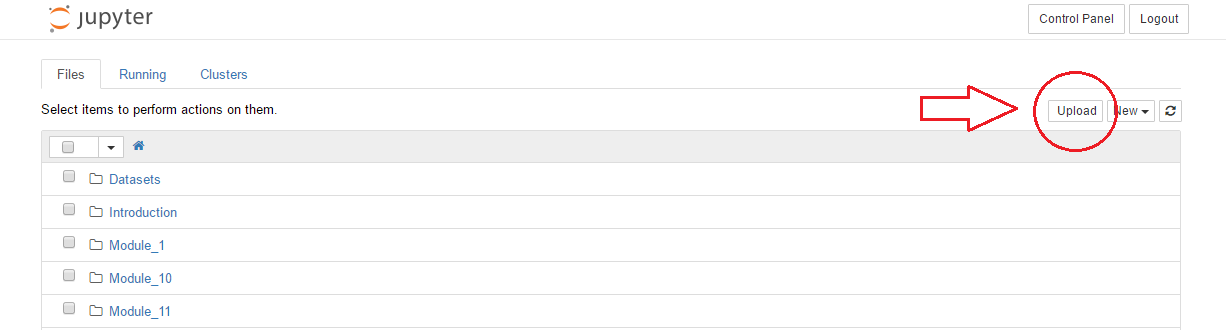 jupyter
Control Panel Logout
Files Running Clusters
Select items to perform actions on them.
Upload New
Datasets
Introduction
Module_1
Module_10
Module_11